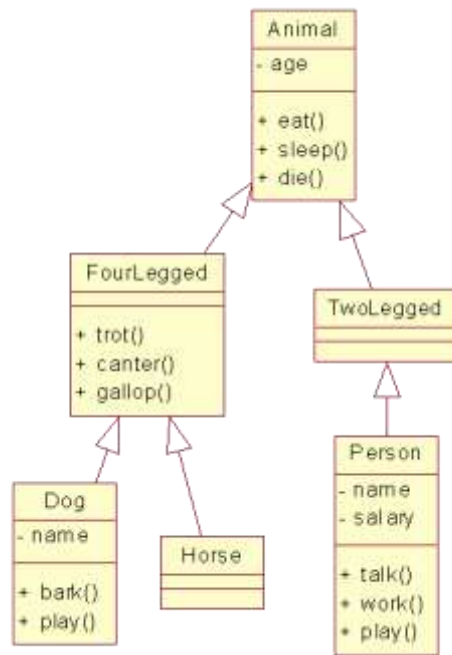 Animal
- age
+ eat()
+ sleep()
+ die()
FourLegged
+ trot()
+ canter()
+ gallop()
TwoLegged
Dog
- name
+ bark()
+ play()
Horse
Person
- name
- salary
+ talk()
+ work()
+ play()